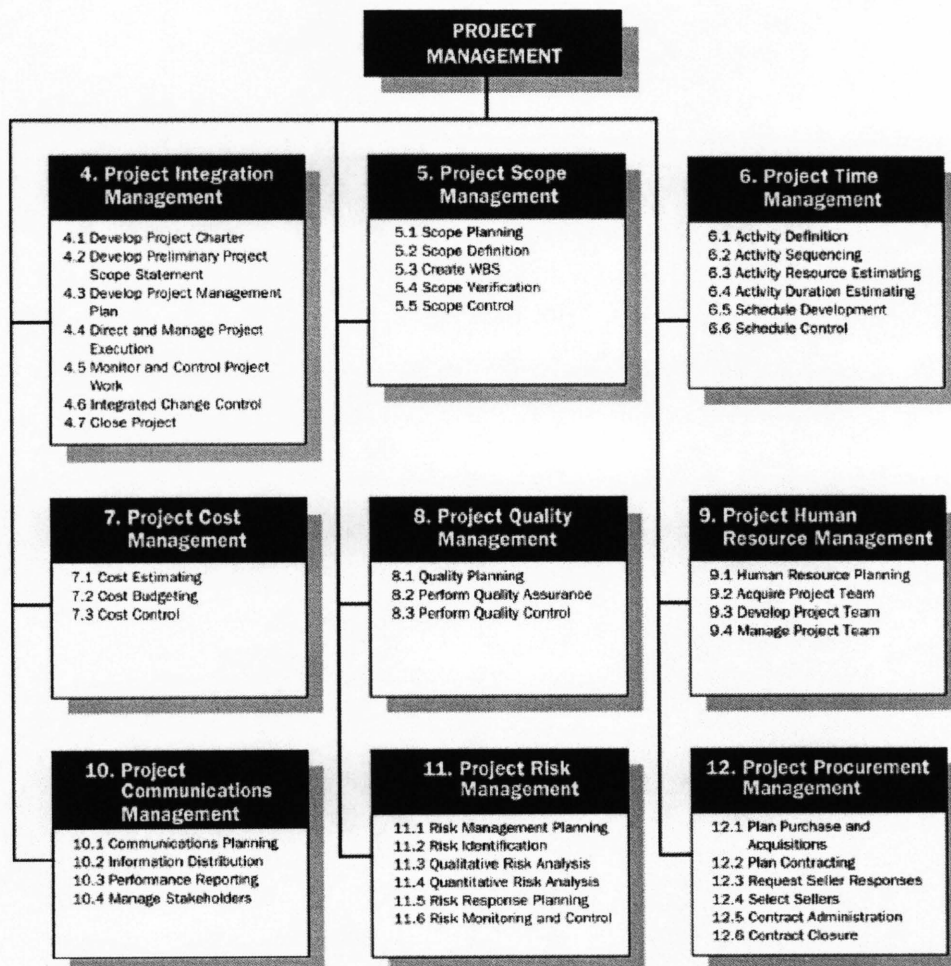 PROJECT
MANAGEMENT
4. Project Integration
Management
4.1 Develop Project Charter
4.2 Develop Preliminary Project
Scope Statement
4.3 Develop Project Management
Plan
4.4 Direct and Manage Project
Execution
4.5 Monitor and Control Project
Work
4.6 Integrated Change Control
4.7 Close Project
5. Project Scope
Management
5.1 Scope Planning
5.2 Scope Definition
5.3 Create WBS
5.4 Scope Verification
5.5 Scope Control
6. Project Time
Management
6.1 Activity Definition
6.2 Activity Sequencing
6.3 Activity Resource Estimating
6.4 Activity Duration Estimating
6.5 Schedule Development
6.6 Schedule Control
7. Project Cost
Management
7.1 Cost Estimating
7.2 Cost Budgeting
7.3 Cost Control
8. Project Quality
Management
8.1 Quality Planning
8.2 Perform Quality Assurance
8.3 Perform Quality Control
9. Project Human
Resource Management
9.1 Human Resource Planning
9.2 Acquire Project Team
9.3 Develop Project Team
9.4 Manage Project Team
10. Project
Communications
Management
10.1 Communications Planning
10.2 Information Distribution
10.3 Performance Reporting
10.4 Manage Stakeholders
11. Project Risk
Management
11.1 Risk Management Planning
11.2 Risk Identification
11.3 Qualitative Risk Analysis
11.4 Quantitative Risk Analysis
11.5 Risk Response Planning
11.6 Risk Monitoring and Control
12. Project Procurement
Management
12.1 Plan Purchase and
Acquisitions
12.2 Plan Contracting
12.3 Request Seller Responses
12.4 Select Sellers
12.5 Contract Administration
12.6 Contract Closure